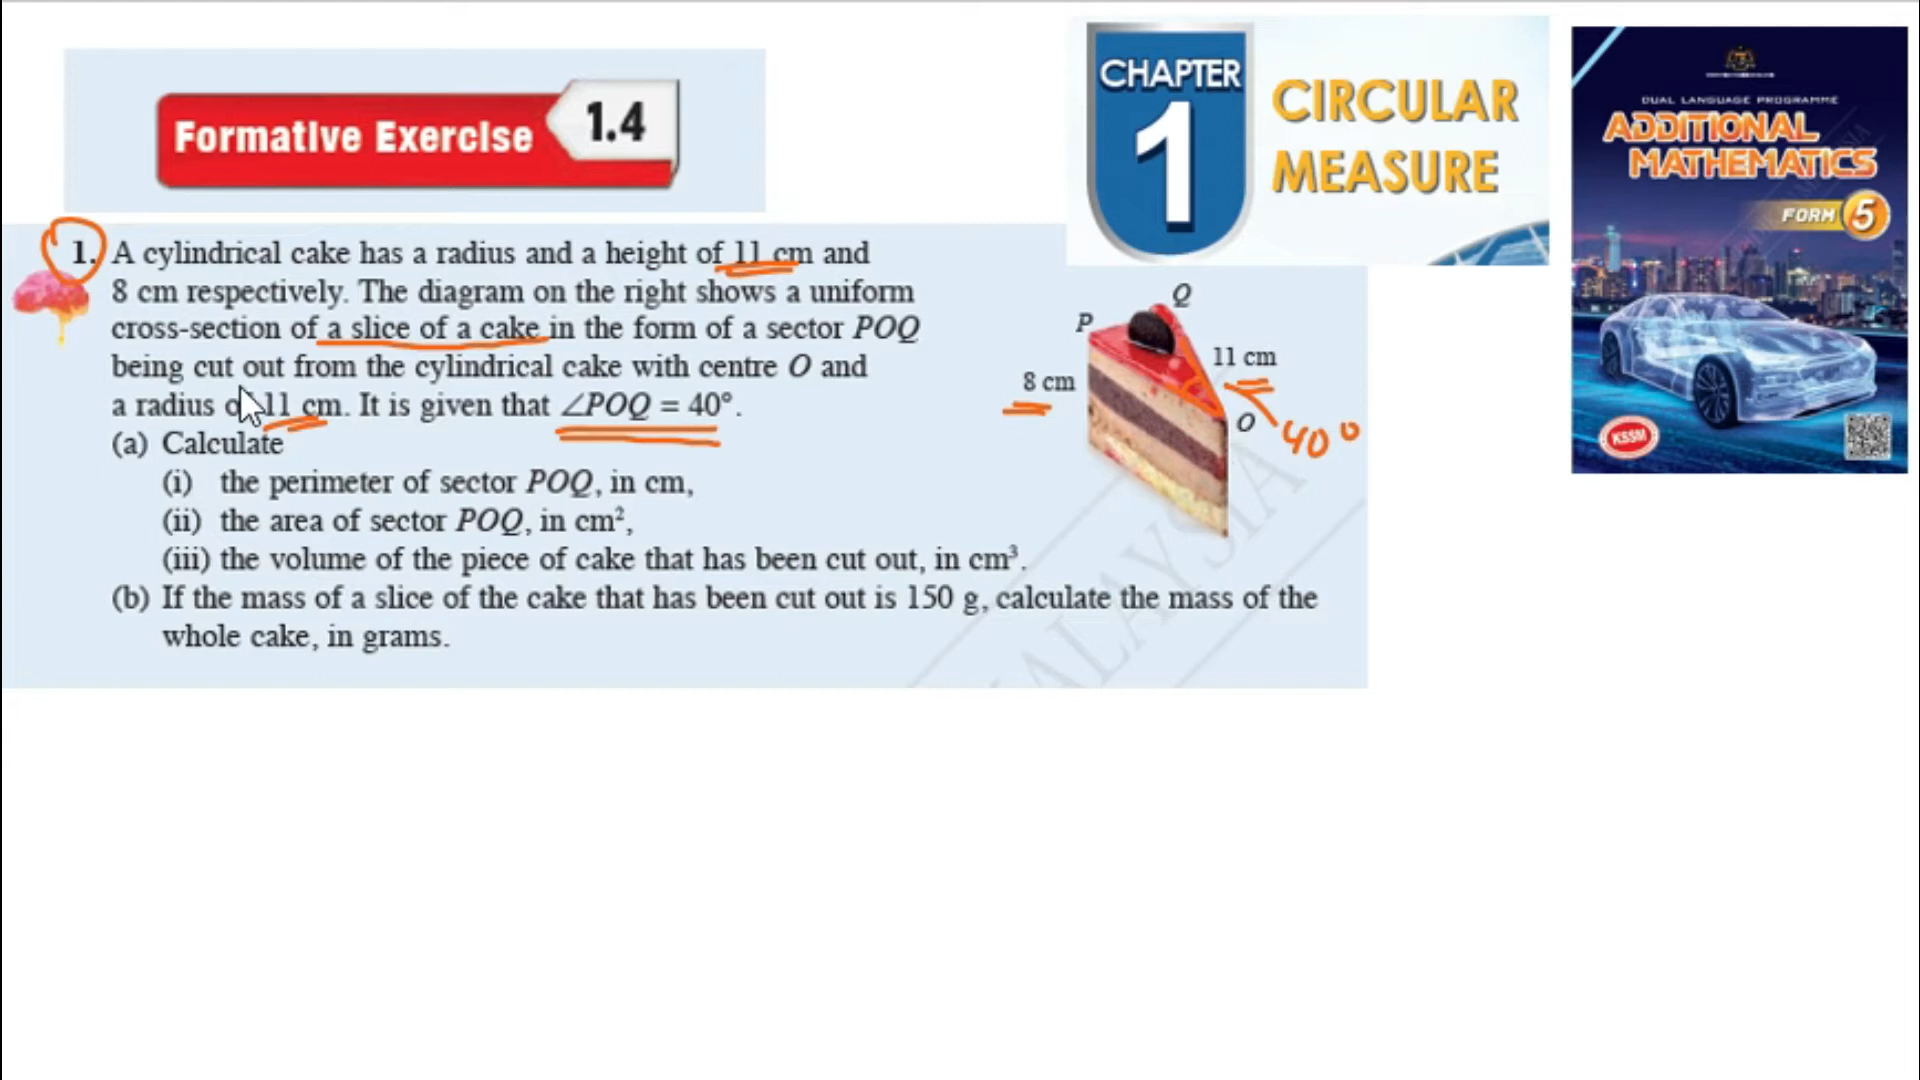 Formative Exercise 1.4
CHAPTER
1
CIRCULAR
MEASURE
DUAL LANGUAGE PROGRAMME
ADDITIONAL
MATHEMATICS
FORM 5
KSSM
1. A cylindrical cake has a radius and a height of 11 cm and
8 cm respectively. The diagram on the right shows a uniform
cross-section of a slice of a cake in the form of a sector POQ
being cut out from the cylindrical cake with centre O and
a radius 11 cm. It is given that ∠POQ = 40°.
(a) Calculate
(i) the perimeter of sector POQ, in cm,
(ii) the area of sector POQ, in cm²,
(iii) the volume of the piece of cake that has been cut out, in cm³.
(b) If the mass of a slice of the cake that has been cut out is 150 g, calculate the mass of the
whole cake, in grams.
Q
P
11 cm
8 cm
O
40°
MALAYSIA